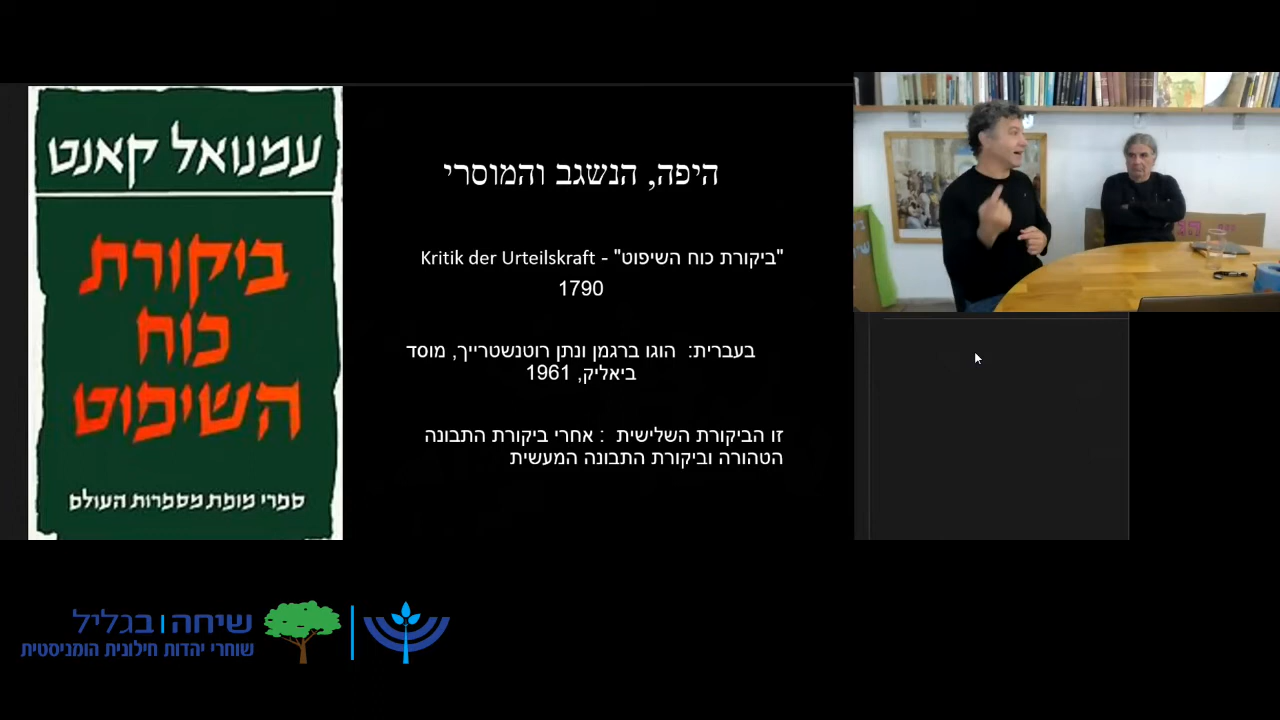 עמנואל קאנט
ביקורת
כוח
השיפוט
ספרי מופת מספרות העולם
היפה, הנשגב והמוסרי
"ביקורת כוח השיפוט" - Kritik der Urteilskraft
1790
בעברית: הוגו ברגמן ונתן רוטנשטרייך, מוסד
ביאליק, 1961
זו הביקורת השלישית : אחרי ביקורת התבונה
הטהורה וביקורת התבונה המעשית
שיחה | בגליל
שוחרי יהדות חילונית הומניסטית